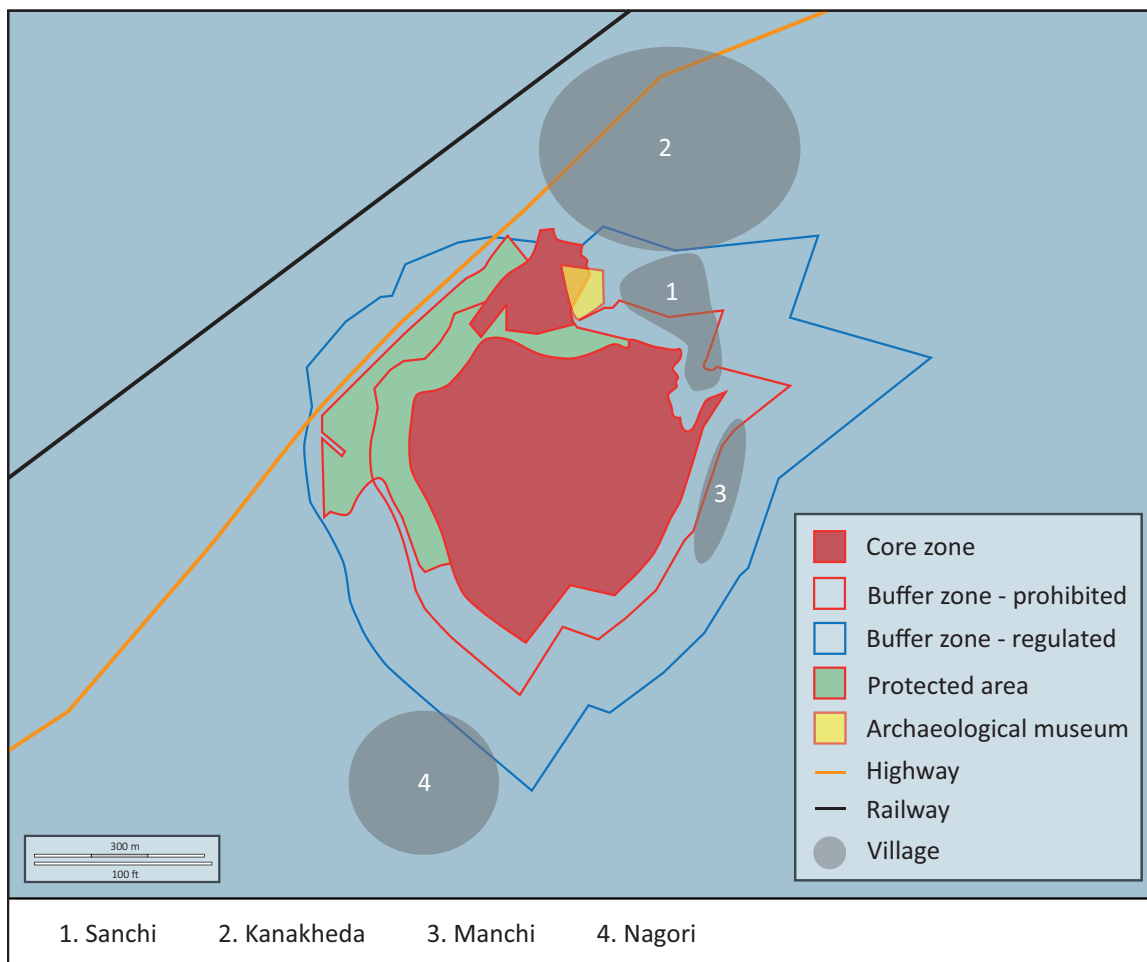 2
1
3
4
Core zone
Buffer zone - prohibited
Buffer zone - regulated
Protected area
Archaeological museum
Highway
Railway
Village
300 m
100 ft
1. Sanchi 2. Kanakheda 3. Manchi 4. Nagori